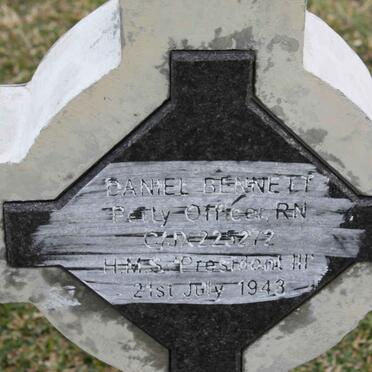 DANIEL BENNETT
Petty Officer, RN
C/JX 225272
H.M.S. 'President III'
21st July 1943